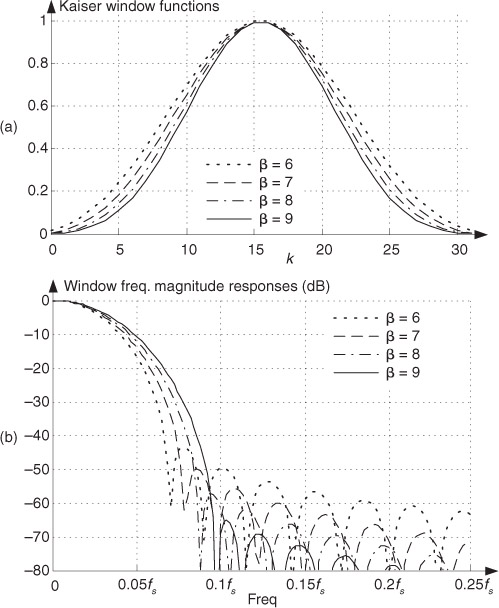 Kaiser window functions
1
0.8
0.6
(a)
0.4
0.2
0
β = 6
β = 7
β = 8
β = 9
0 5 10 15 20 25 30
k
Window freq. magnitude responses (dB)
0
–10
–20
–30
–40
(b)
–50
–60
–70
–80
β = 6
β = 7
β = 8
β = 9
0 0.05fs 0.1fs 0.15fs 0.2fs 0.25fs
Freq